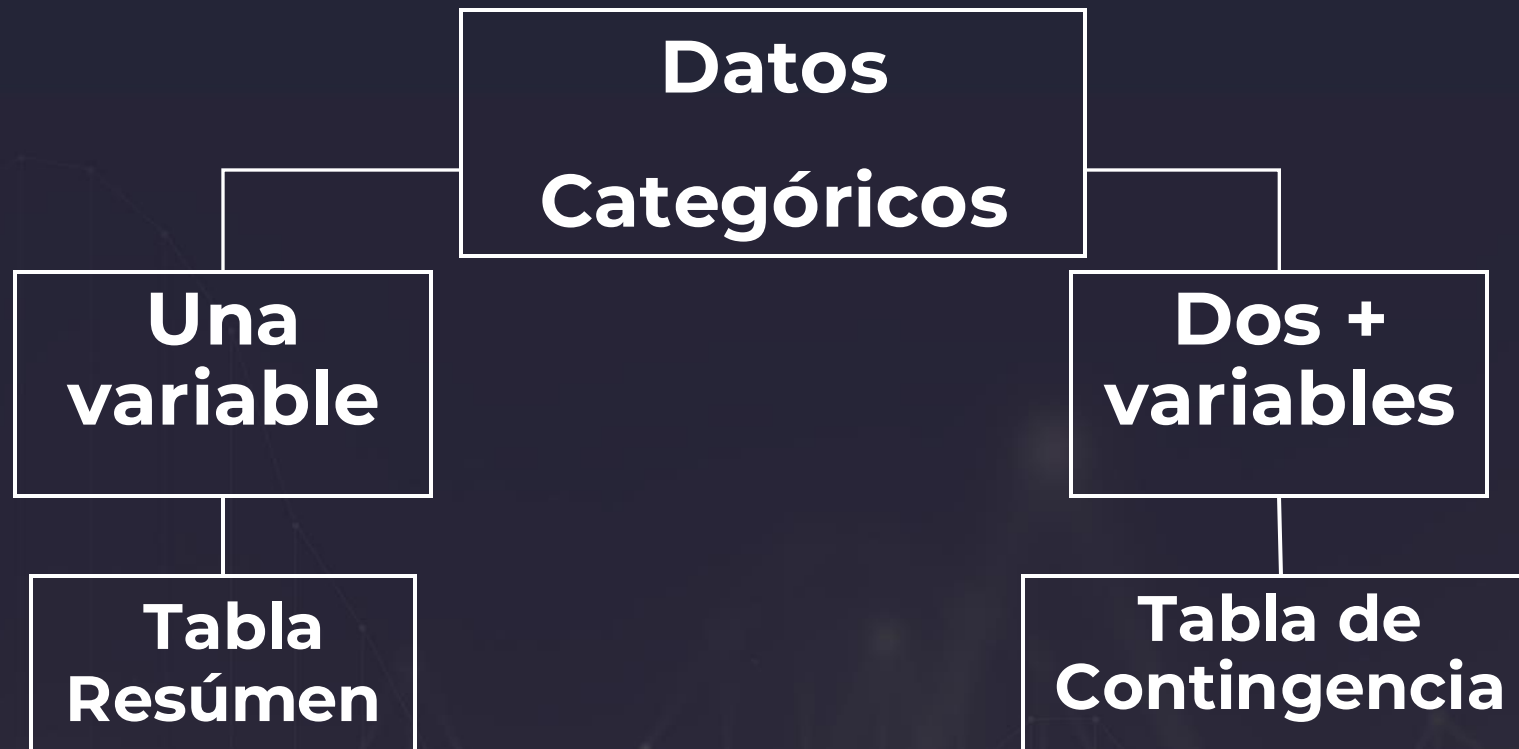 Datos
Categóricos
Una
variable
Dos +
variables
Tabla
Resúmen
Tabla de
Contingencia